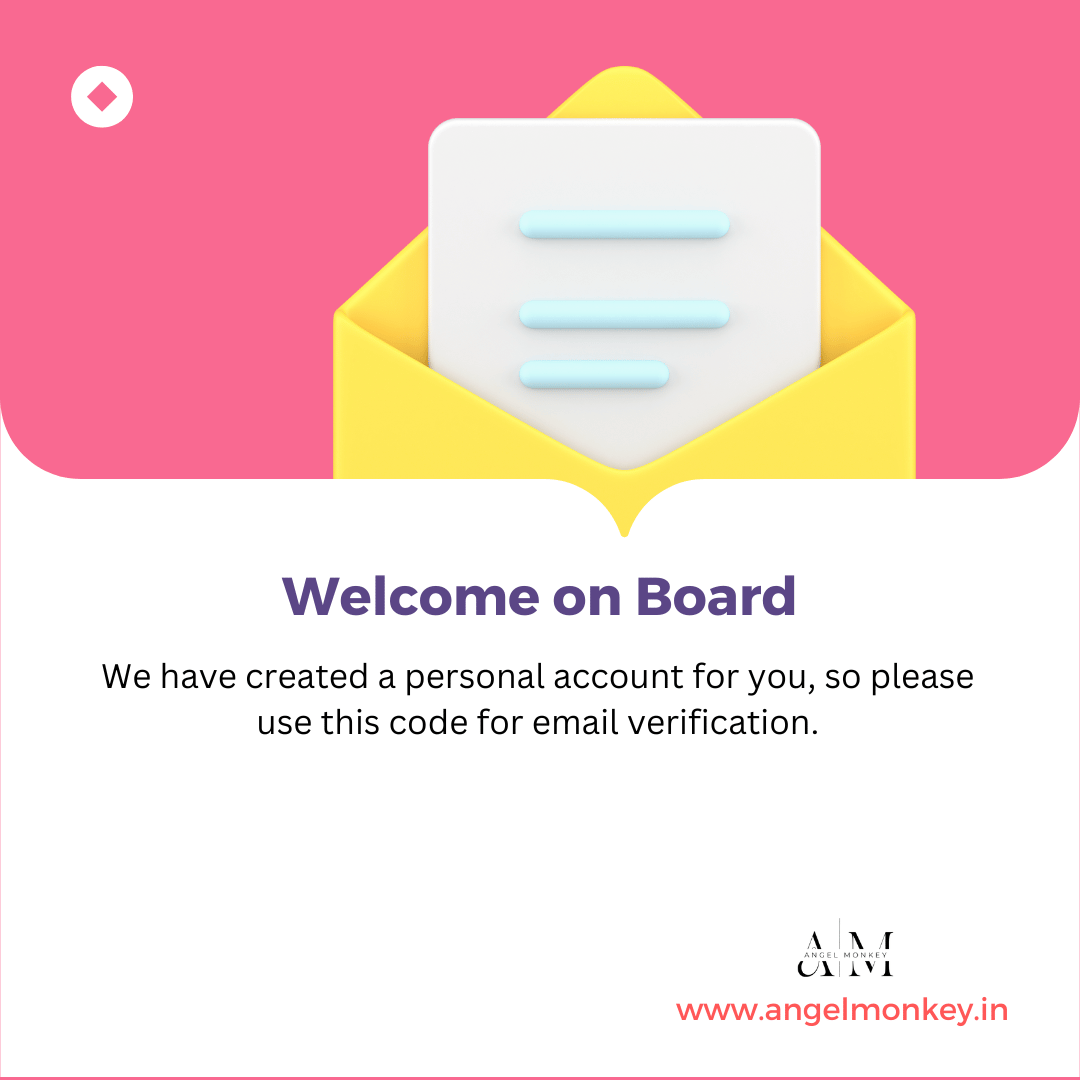 Welcome on Board
We have created a personal account for you, so please
use this code for email verification.
AM
ANGEL MONKEY
www.angelmonkey.in